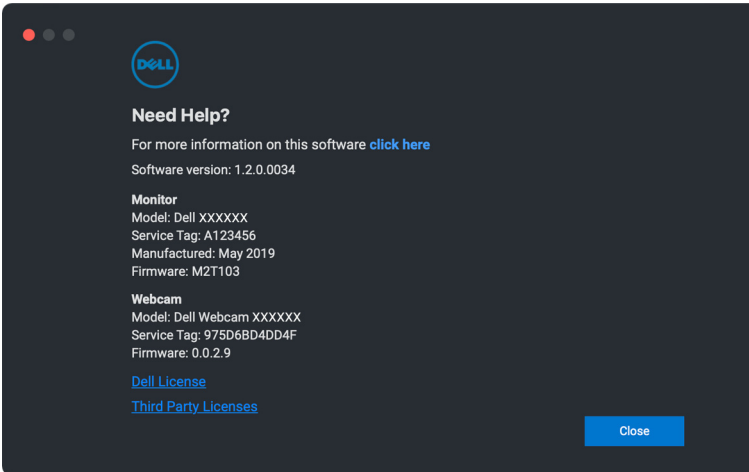 DELL
Need Help?
For more information on this software click here
Software version: 1.2.0.0034
Monitor
Model: Dell XXXXXX
Service Tag: A123456
Manufactured: May 2019
Firmware: M2T103
Webcam
Model: Dell Webcam XXXXXX
Service Tag: 975D6BD4DD4F
Firmware: 0.0.2.9
Dell License
Third Party Licenses
Close